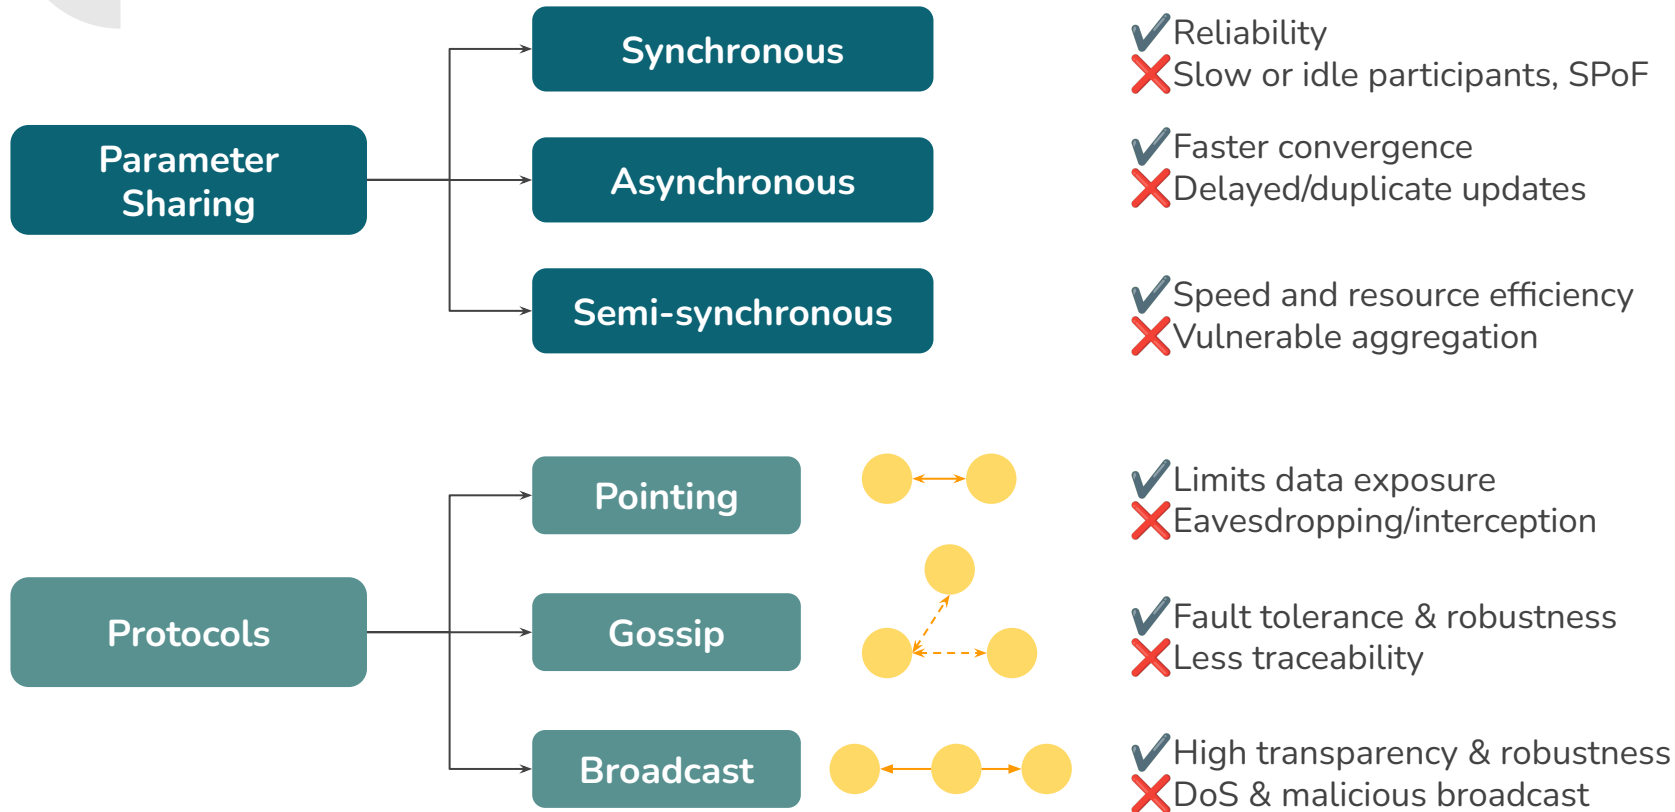 Synchronous
✔Reliability
❌Slow or idle participants, SPoF
Parameter
Sharing
Asynchronous
✔Faster convergence
❌Delayed/duplicate updates
Semi-synchronous
✔Speed and resource efficiency
❌Vulnerable aggregation
Pointing
✔Limits data exposure
❌Eavesdropping/interception
Protocols
Gossip
✔Fault tolerance & robustness
❌Less traceability
Broadcast
✔High transparency & robustness
❌DoS & malicious broadcast